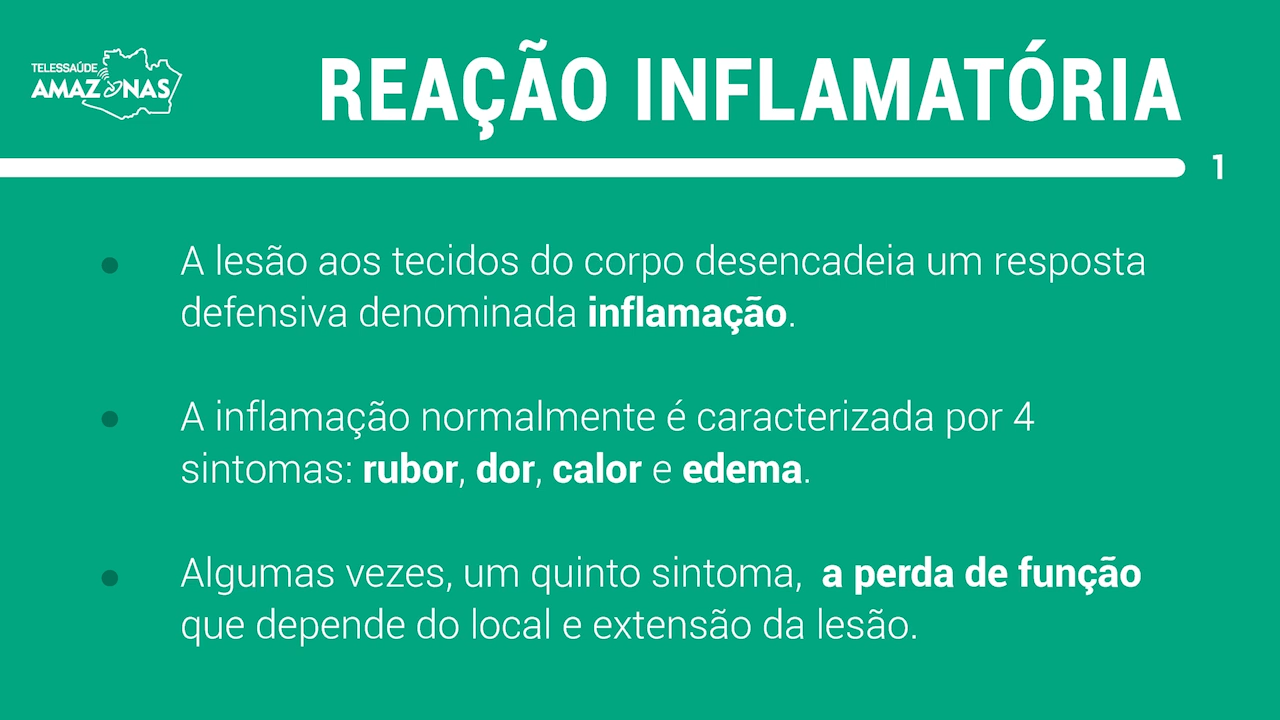 TELESSAÚDE
AMAZONAS
REAÇÃO INFLAMATÓRIA
1
A lesão aos tecidos do corpo desencadeia um resposta
defensiva denominada inflamação.
A inflamação normalmente é caracterizada por 4
sintomas: rubor, dor, calor e edema.
Algumas vezes, um quinto sintoma, a perda de função
que depende do local e extensão da lesão.